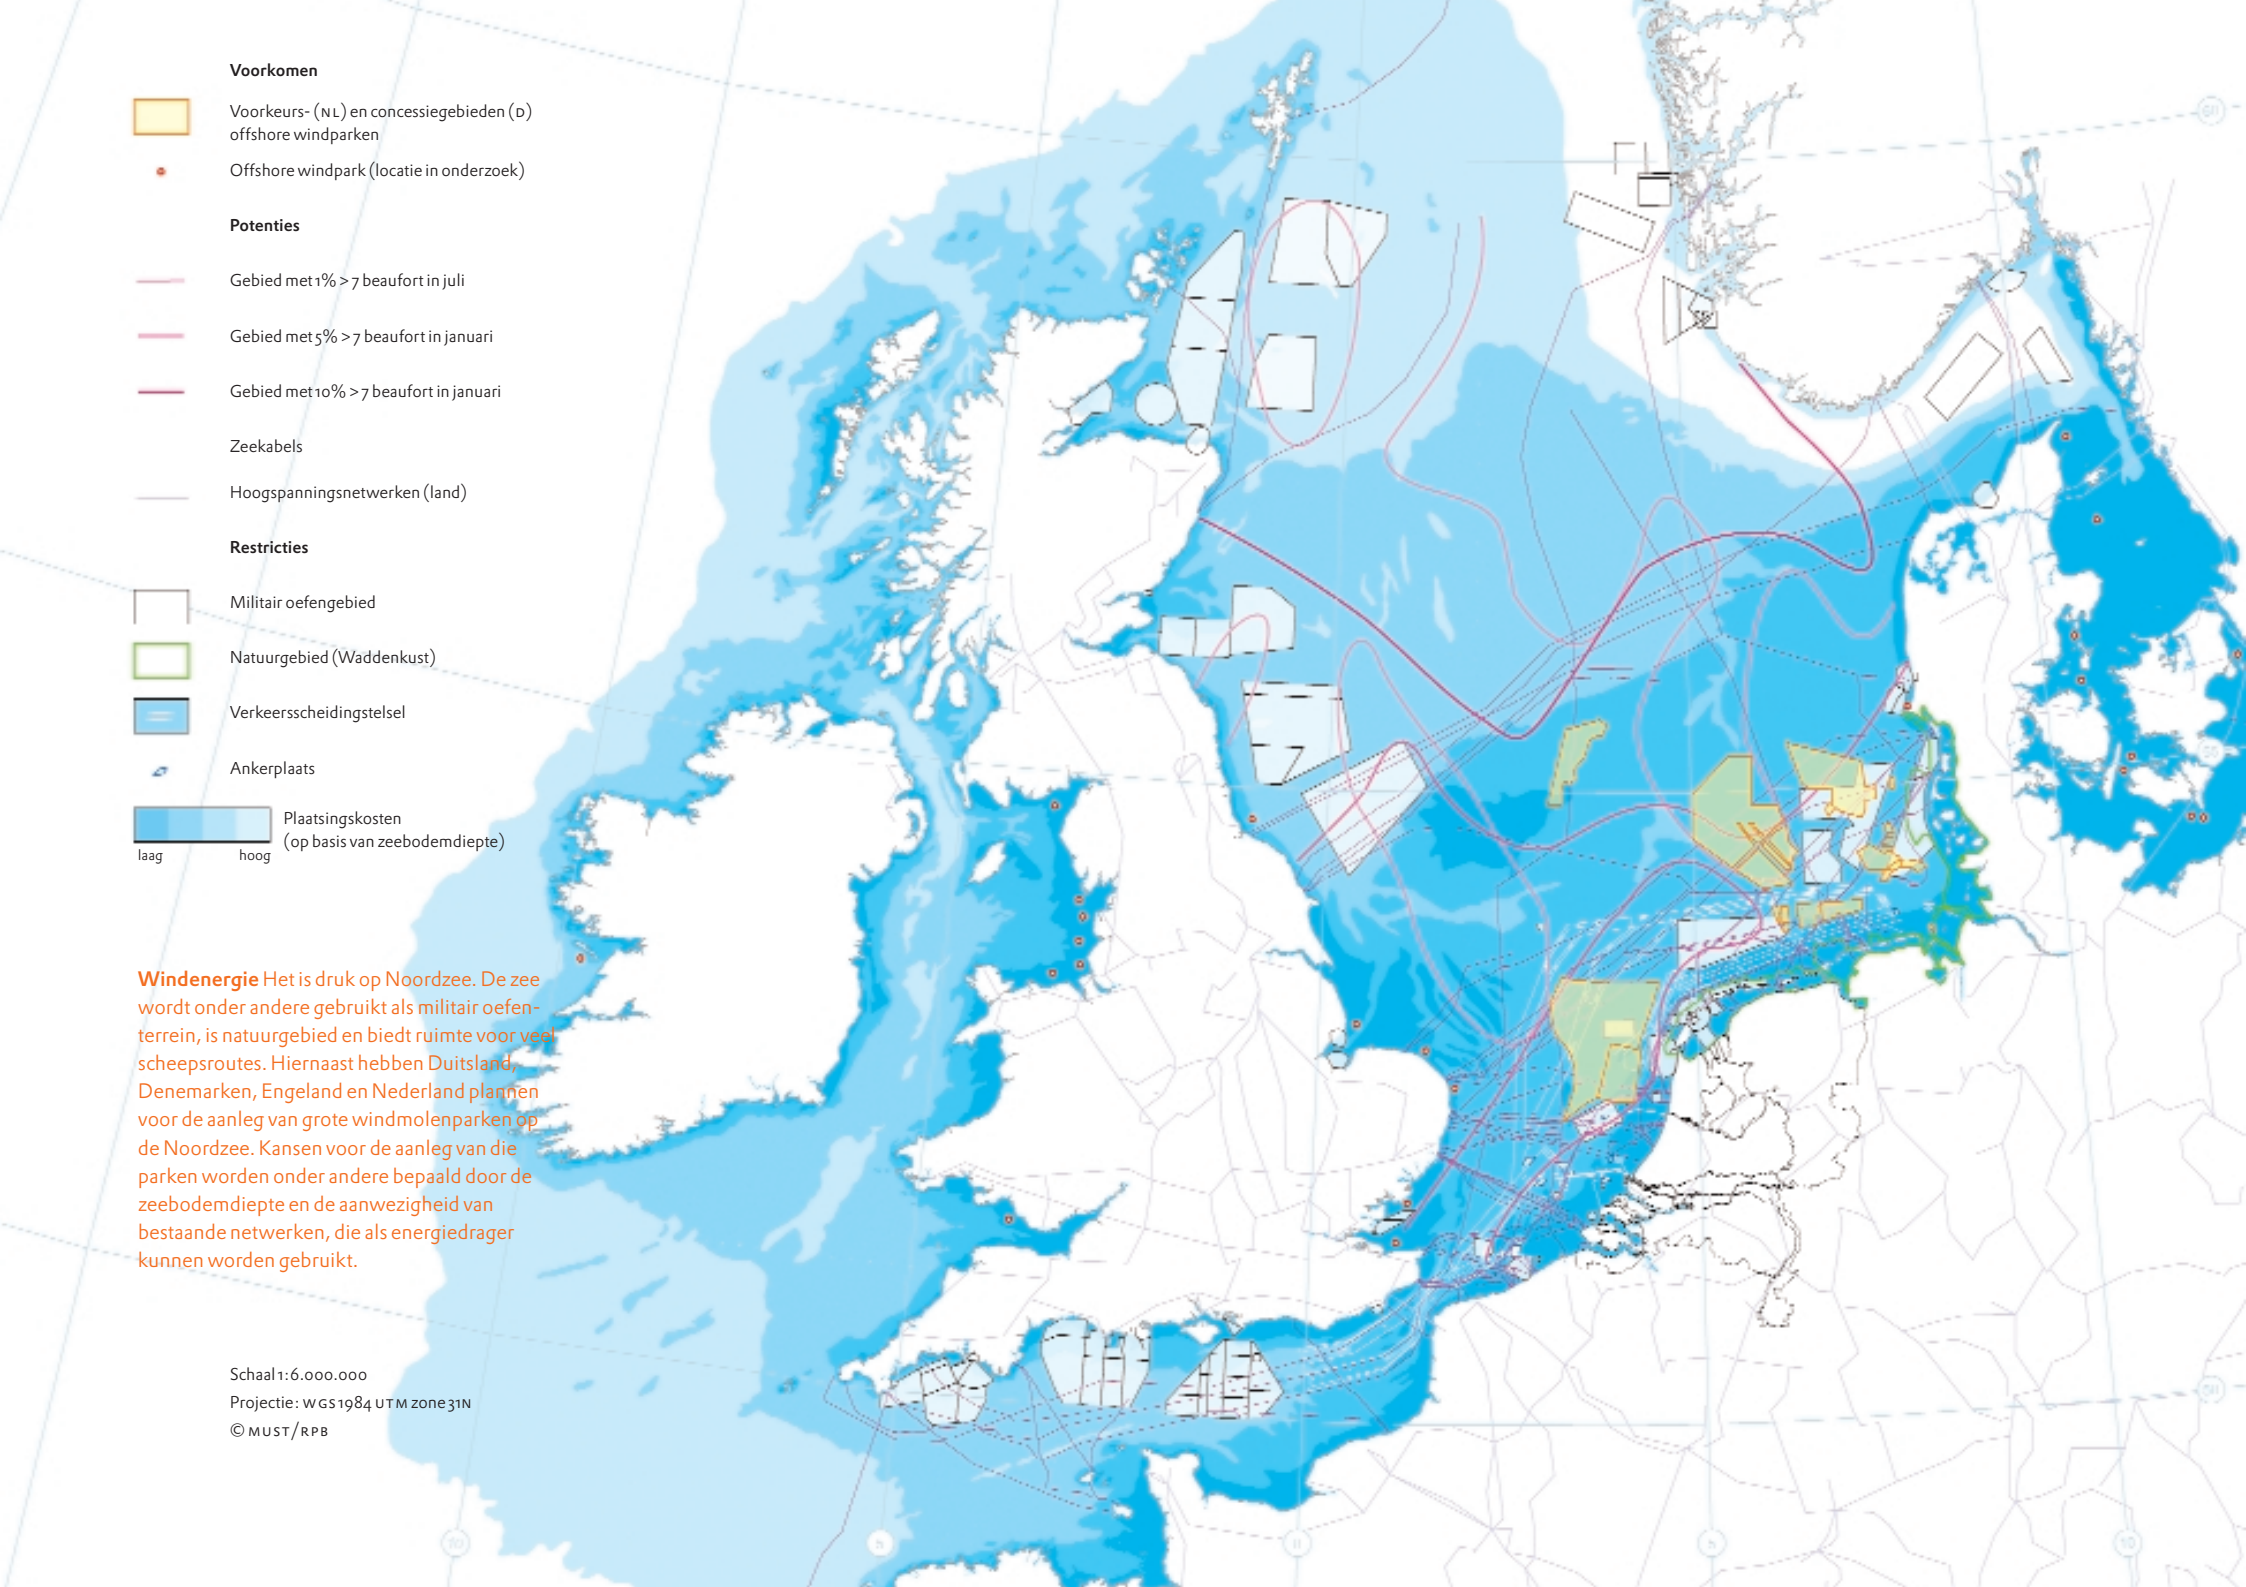 Voorkomen
Voorkeurs- (NL) en concessiegebieden (D)
offshore windparken
Offshore windpark (locatie in onderzoek)
Potenties
Gebied met 1% > 7 beaufort in juli
Gebied met 5% > 7 beaufort in januari
Gebied met 10% > 7 beaufort in januari
Zeekabels
Hoogspanningsnetwerken (land)
Restricties
Militair oefengebied
Natuurgebied (Waddenkust)
Verkeersscheidingstelsel
Ankerplaats
Plaatsingskosten
(op basis van zeebodemdiepte)
laag hoog
Windenergie Het is druk op Noordzee. De zee
wordt onder andere gebruikt als militair oefen-
terrein, is natuurgebied en biedt ruimte voor veel
scheepsroutes. Hiernaast hebben Duitsland,
Denemarken, Engeland en Nederland plannen
voor de aanleg van grote windmolenparken op
de Noordzee. Kansen voor de aanleg van die
parken worden onder andere bepaald door de
zeebodemdiepte en de aanwezigheid van
bestaande netwerken, die als energiedrager
kunnen worden gebruikt.
Schaal 1:6.000.000
Projectie: WGS 1984 UTM zone 31N
© MUST/RPB
10
5
5
10